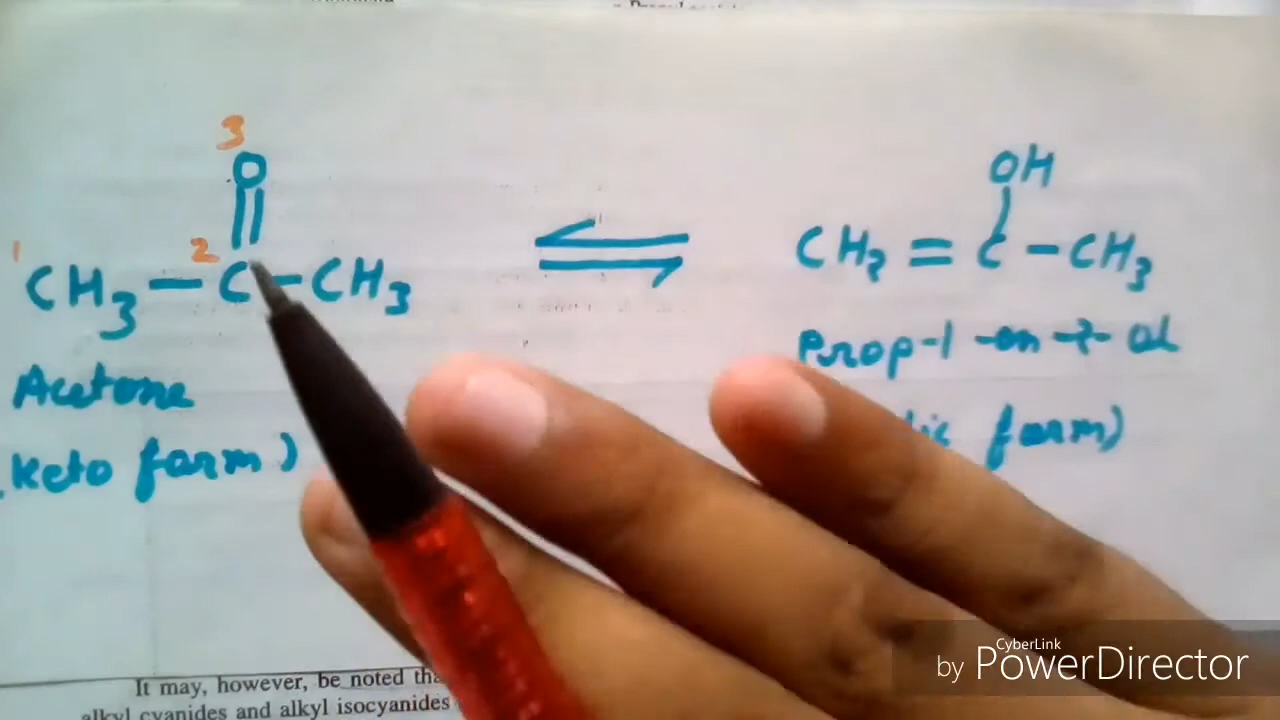 3
O
||
1 2
CH3 — C — CH3
Acetone
(Keto form)
OH
CH2 = C — CH3
Prop-1-en-2-ol
form)
It may, however, be noted
alkyl cyanides and alkyl isocyanides
CyberLink
by PowerDirector